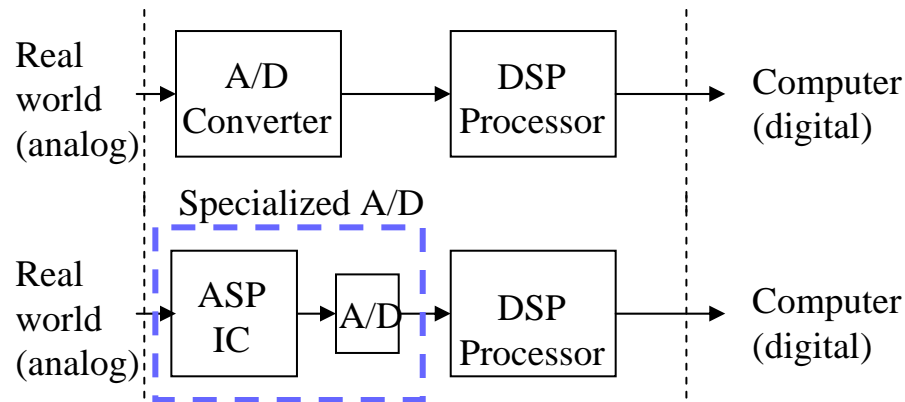 Real
world
(analog)
A/D
Converter
DSP
Processor
Computer
(digital)
Specialized A/D
Real
world
(analog)
ASP
IC
A/D
DSP
Processor
Computer
(digital)